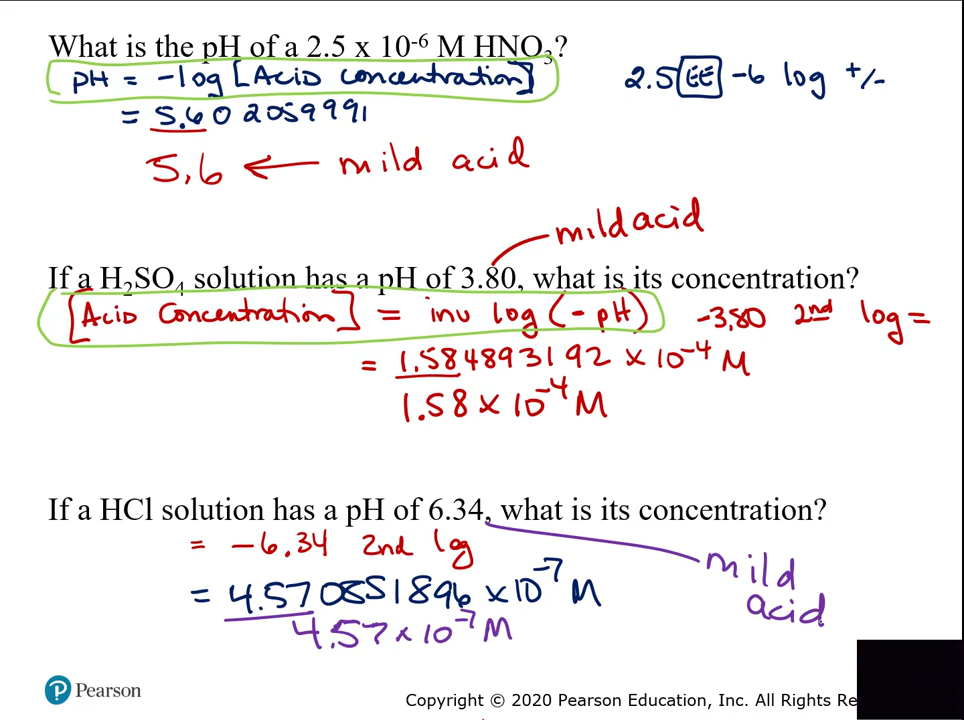 What is the pH of a 2.5 x 10⁻⁶ M HNO₃?
pH = -log [Acid concentration]
2.5 EE -6 log +/-
= 5.602059991
5.6 ← mild acid
mild acid
If a H₂SO₄ solution has a pH of 3.80, what is its concentration?
[Acid Concentration] = inv log (-pH)
-3.80 2nd log =
= 1.584893192 × 10⁻⁴ M
1.58 × 10⁻⁴ M
If a HCl solution has a pH of 6.34, what is its concentration?
= -6.34 2nd log
mild
acid
= 4.570851896 × 10⁻⁷ M
4.57 × 10⁻⁷ M
P Pearson
Copyright © 2020 Pearson Education, Inc. All Rights Re